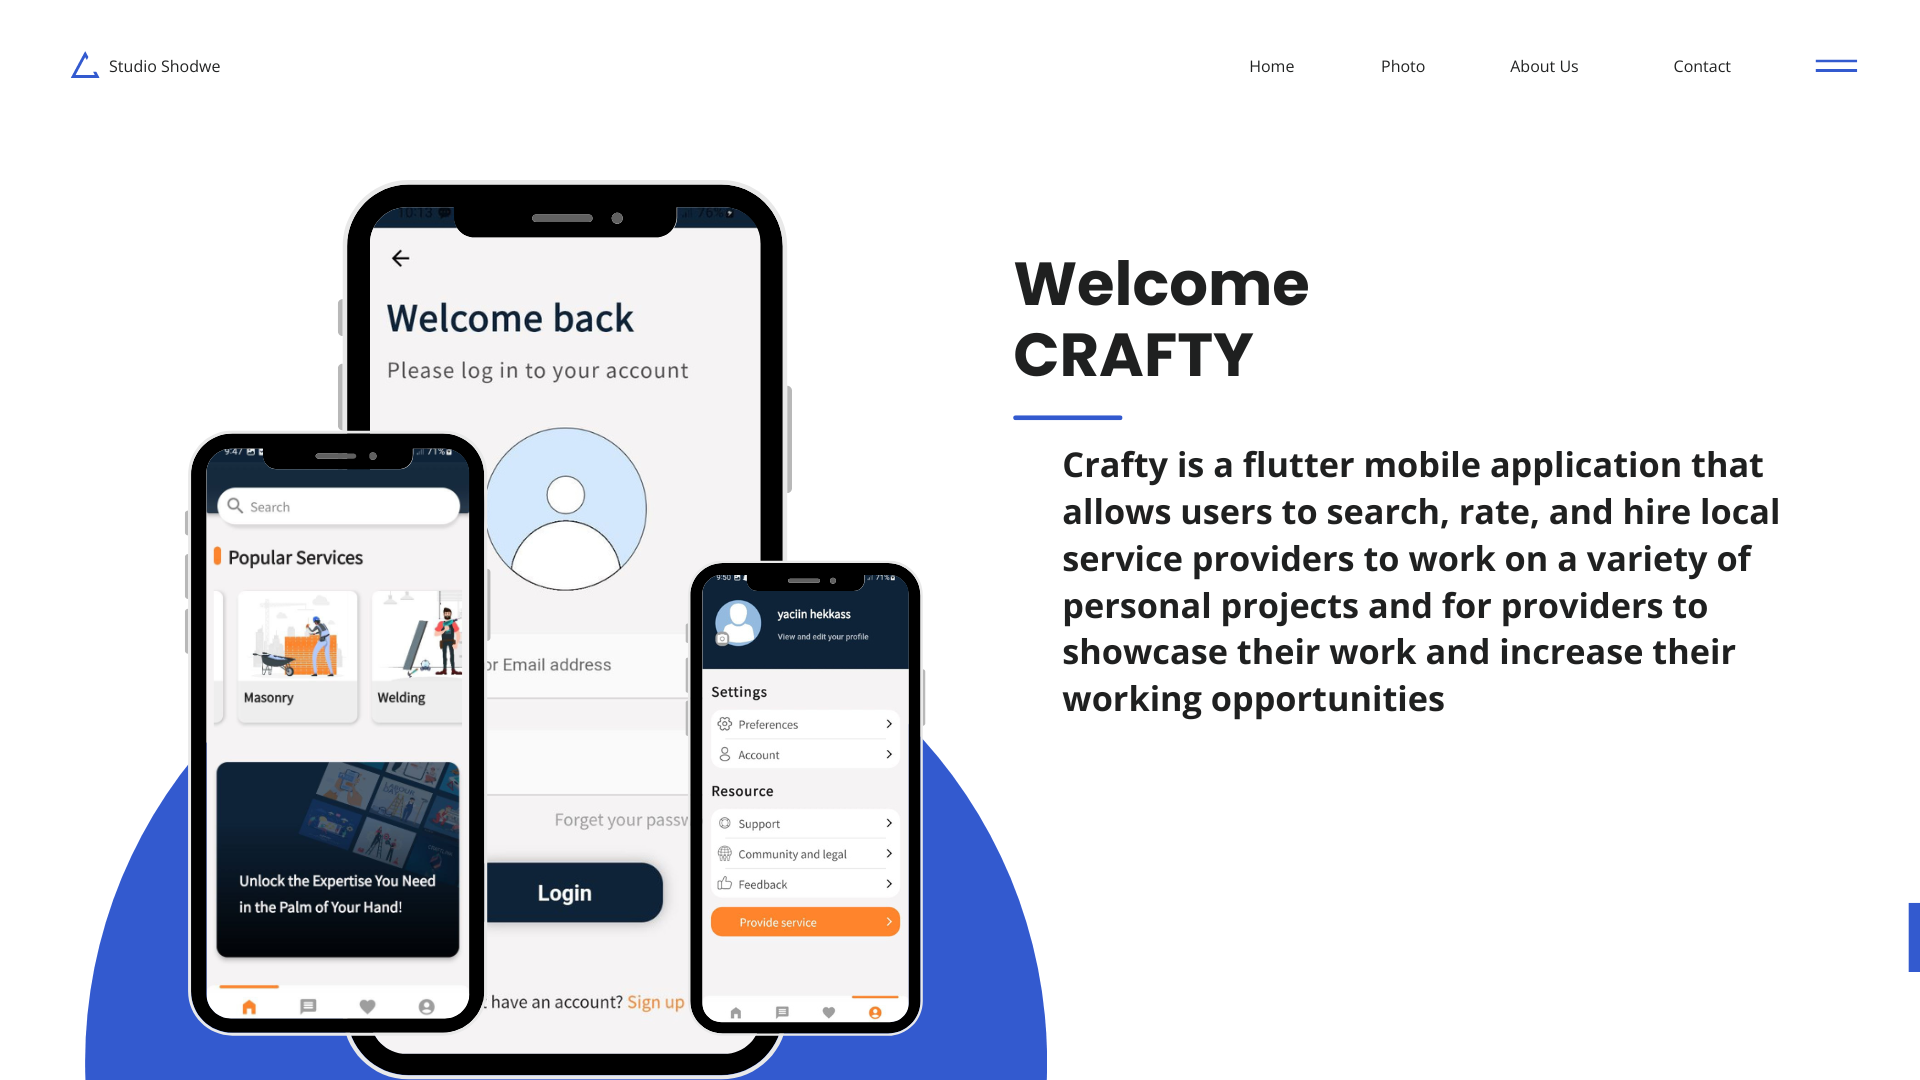 Studio Shodwe
Home
Photo
About Us
Contact
10:13
76%
Welcome back
Please log in to your account
or Email address
Forget your passw
Login
have an account? Sign up
9:47
71%
Search
Popular Services
Masonry
Welding
Unlock the Expertise You Need
in the Palm of Your Hand!
9:50
71%
yaciin hekkass
View and edit your profile
Settings
Preferences
Account
Resource
Support
Community and legal
Feedback
Provide service
Welcome
CRAFTY
Crafty is a flutter mobile application that
allows users to search, rate, and hire local
service providers to work on a variety of
personal projects and for providers to
showcase their work and increase their
working opportunities